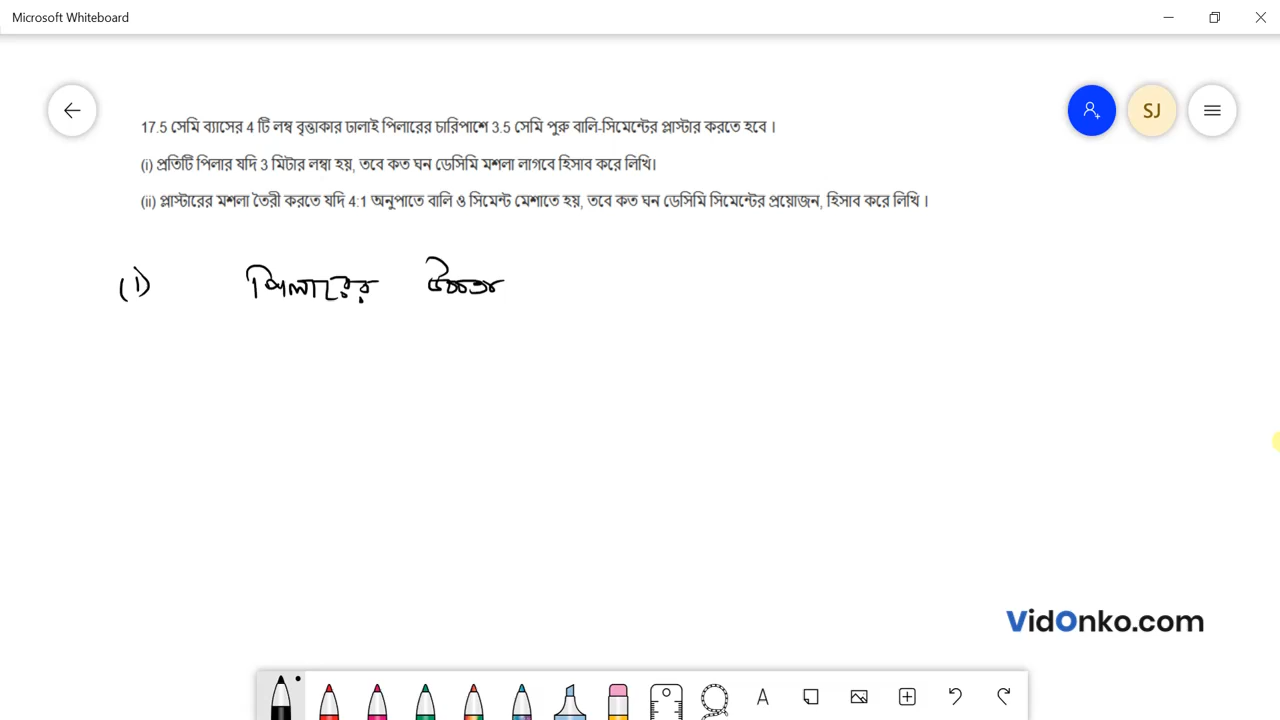 Microsoft Whiteboard
SJ
17.5 সেমি ব্যাসের 4 টি লম্ব বৃত্তাকার ঢালাই পিলারের চারিপাশে 3.5 সেমি পুরু বালি-সিমেন্টের প্লাস্টার করতে হবে ।
(i) প্রতিটি পিলার যদি 3 মিটার লম্বা হয়, তবে কত ঘন ডেসিমি মশলা লাগবে হিসাব করে লিখি।
(ii) প্লাস্টারের মশলা তৈরী করতে যদি 4:1 অনুপাতে বালি ও সিমেন্ট মেশাতে হয়, তবে কত ঘন ডেসিমি সিমেন্টের প্রয়োজন, হিসাব করে লিখি ।
(i) পিলারের উচ্চতা
VidOnko.com
A